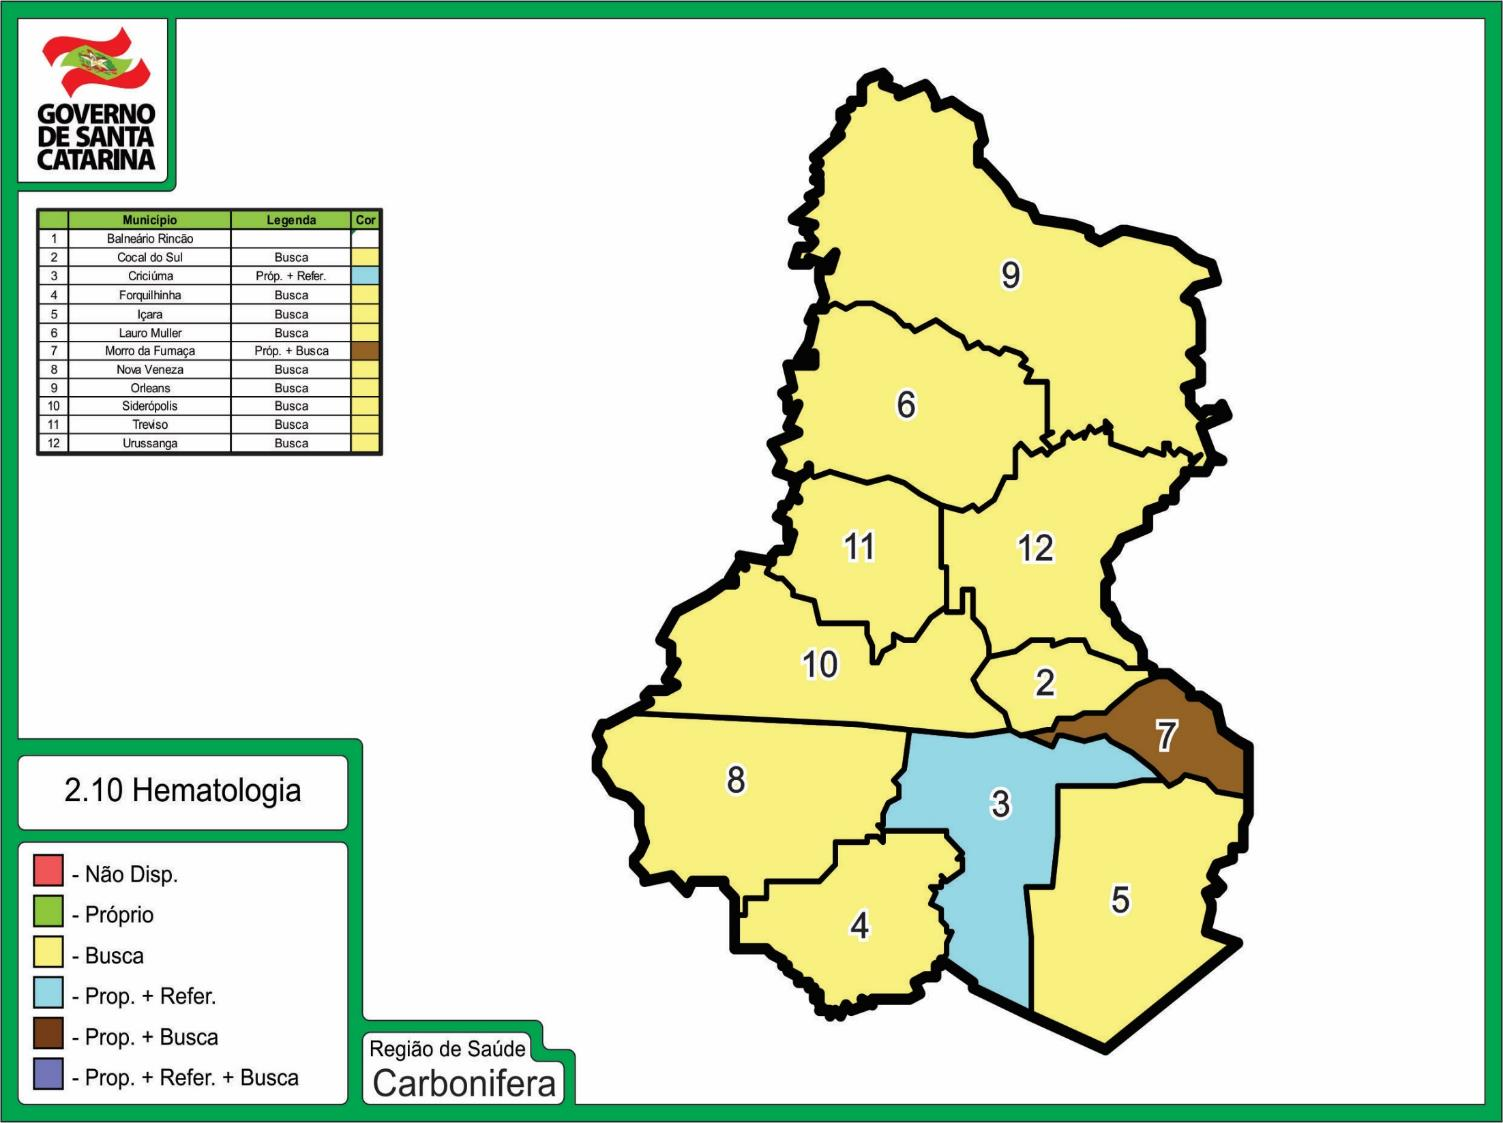 GOVERNO
DE SANTA
CATARINA
Município Legenda Cor
1 Balneário Rincão
2 Cocal do Sul Busca
3 Criciúma Próp. + Refer.
4 Forquilhinha Busca
5 Içara Busca
6 Lauro Muller Busca
7 Morro da Fumaça Próp. + Busca
8 Nova Veneza Busca
9 Orleans Busca
10 Siderópolis Busca
11 Treviso Busca
12 Urussanga Busca
9
6
11
12
10
2
7
8
3
5
4
2.10 Hematologia
- Não Disp.
- Próprio
- Busca
- Prop. + Refer.
- Prop. + Busca
- Prop. + Refer. + Busca
Região de Saúde
Carbonifera